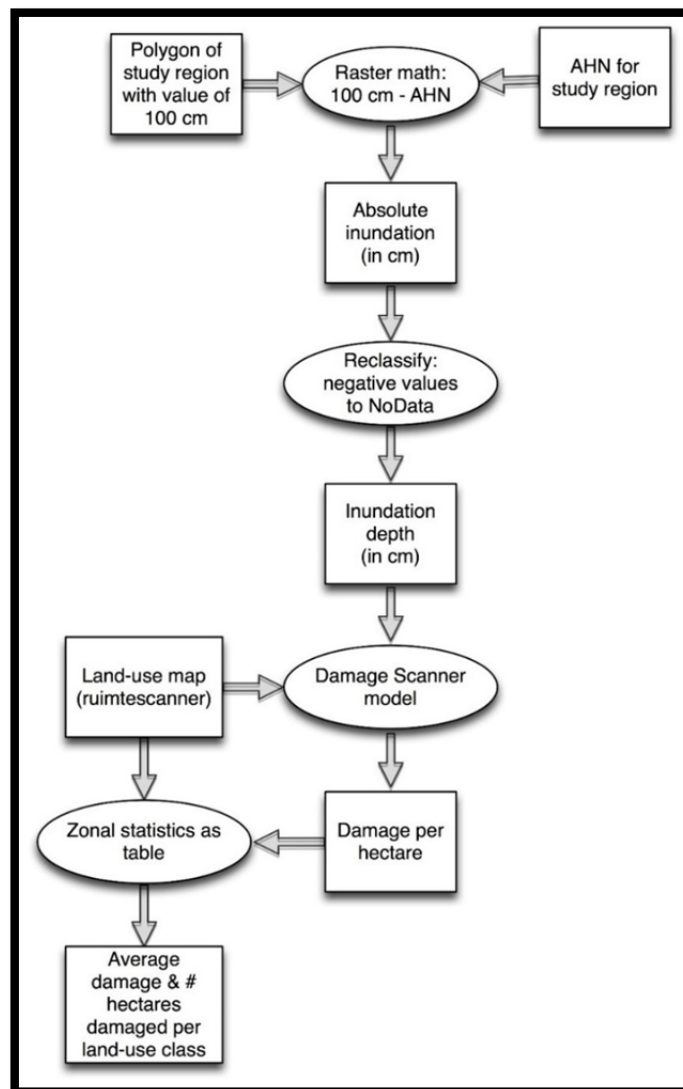 Polygon of
study region
with value of
100 cm
Raster math:
100 cm - AHN
AHN for
study region
Absolute
inundation
(in cm)
Reclassify:
negative values
to NoData
Inundation
depth
(in cm)
Land-use map
(ruimtescanner)
Damage Scanner
model
Zonal statistics as
table
Damage per
hectare
Average
damage & #
hectares
damaged per
land-use class